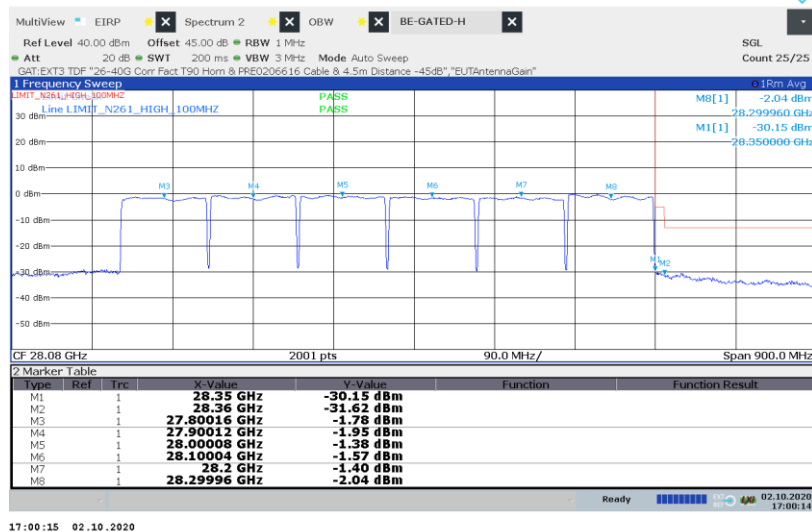 MultiView EIRP Spectrum 2 OBW BE-GATED-H
Ref Level 40.00 dBm Offset 45.00 dB RBW 1 MHz SGL
Att 20 dB SWT 200 ms VBW 3 MHz Mode Auto Sweep Count 25/25
GAT:EXT3 TDF "26-40G Corr Fact T90 Horn & PRE0206616 Cable & 4.5m Distance -45dB","EUTAntennaGain"
1 Frequency Sweep 1Rm Avg
LIMIT_N261_HIGH_100MHZ PASS M8[1] -2.04 dBm
Line LIMIT_N261_HIGH_100MHZ PASS 28.299960 GHz
30 dBm M1[1] -30.15 dBm
20 dBm 28.350000 GHz
10 dBm
M3 M4 M5 M6 M7 M8
0 dBm
-10 dBm
-20 dBm
M1 M2
-30 dBm
-40 dBm
-50 dBm
CF 28.08 GHz 2001 pts 90.0 MHz/ Span 900.0 MHz
2 Marker Table
Type Ref Trc X-Value Y-Value Function Function Result
M1 1 28.35 GHz -30.15 dBm
M2 1 28.36 GHz -31.62 dBm
M3 1 27.80016 GHz -1.78 dBm
M4 1 27.90012 GHz -1.95 dBm
M5 1 28.00008 GHz -1.38 dBm
M6 1 28.10004 GHz -1.57 dBm
M7 1 28.2 GHz -1.40 dBm
M8 1 28.29996 GHz -2.04 dBm
Ready 02.10.2020
17:00:14
17:00:15 02.10.2020